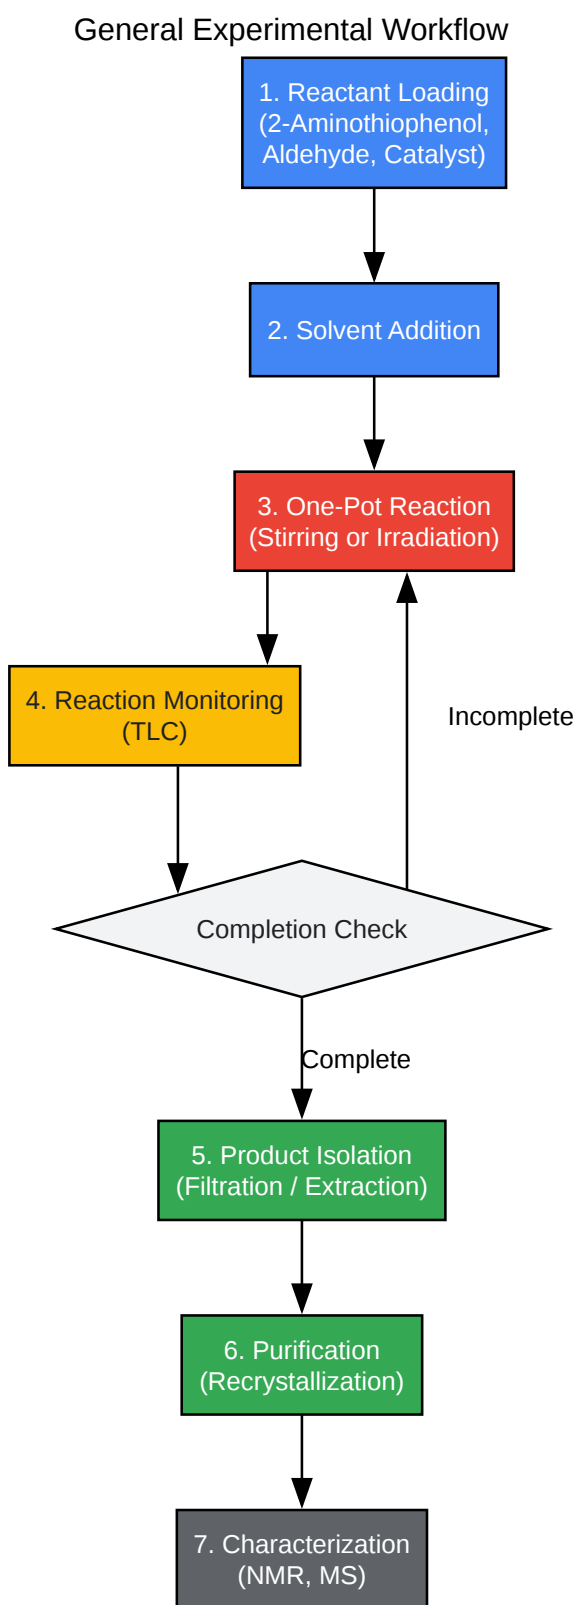 General Experimental Workflow
1. Reactant Loading
(2-Aminothiophenol,
Aldehyde, Catalyst)
2. Solvent Addition
3. One-Pot Reaction
(Stirring or Irradiation)
4. Reaction Monitoring
(TLC)
Incomplete
Completion Check
Complete
5. Product Isolation
(Filtration / Extraction)
6. Purification
(Recrystallization)
7. Characterization
(NMR, MS)